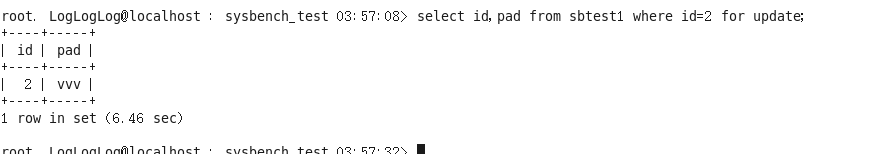 root. LogLogLog@localhost : sysbench_test 03:57:08> select id,pad from sbtest1 where id=2 for update;
+----+-----+
| id | pad |
+----+-----+
|  2 | vvv |
+----+-----+
1 row in set (6.46 sec)
root. LogLogLog@localhost : sysbench_test 03:57:32>